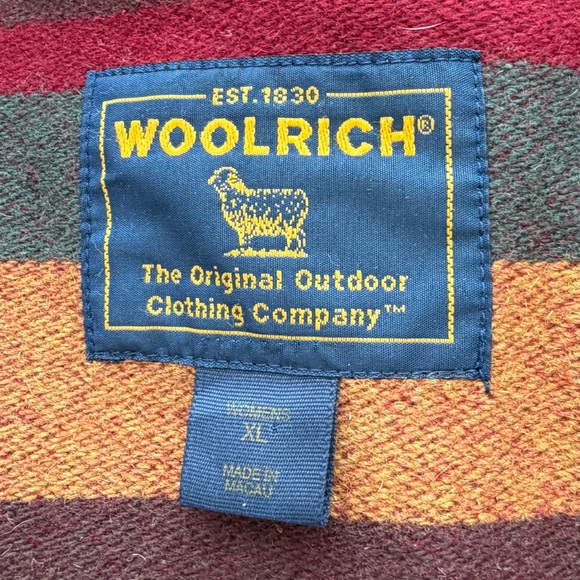 EST. 1830
WOOLRICH®
The Original Outdoor
Clothing Company™
WOMENS
XL
MADE IN
MACAU